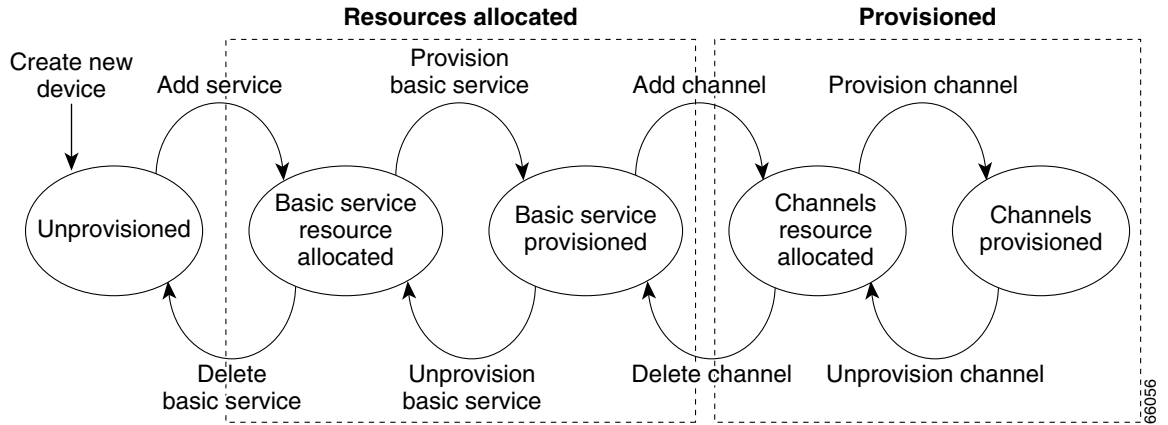 Resources allocated
Provisioned
Create new
device
Add service
Provision
basic service
Add channel
Provision channel
Unprovisioned
Basic service
resource
allocated
Basic service
provisioned
Channels
resource
allocated
Channels
provisioned
Delete
basic service
Unprovision
basic service
Delete channel
Unprovision channel
66056